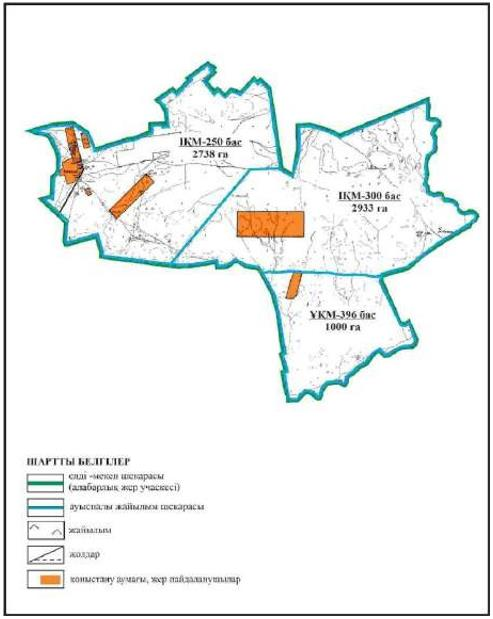 ІҚМ-250 бас
2738 га
ІҚМ-300 бас
2933 га
ҰҚМ-396 бас
1000 га
ШАРТТЫ БЕЛГІЛЕР
елді -мекен шекарасы
(алабарлық жер учаскесі)
ауыспалы жайылым шекарасы
жайылым
жолдар
қоныстану аумағы, жер пайдаланушылар